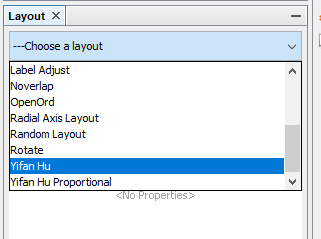 Layout
---Choose a layout
Label Adjust
Noverlap
OpenOrd
Radial Axis Layout
Random Layout
Rotate
Yifan Hu
Yifan Hu Proportional
<No Properties>